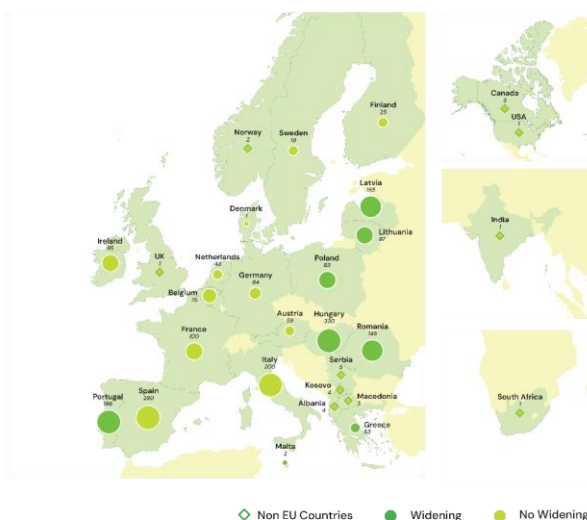 Finland
25
Norway
2
Sweden
19
Latvia
155
Denmark
1
Lithuania
97
Ireland
UK
1
Netherlands
44
Poland
83
Germany
84
Belgium
75
Austria
59
Hungary
330
France
100
Romania
Italy
200
Serbia
5
Kosovo
4
Macedonia
3
Albania
4
Portugal
Spain
280
Greece
53
Malta
2
Canada
USA
1
India
1
South Africa
1
Non EU Countries
Widening
No Widening